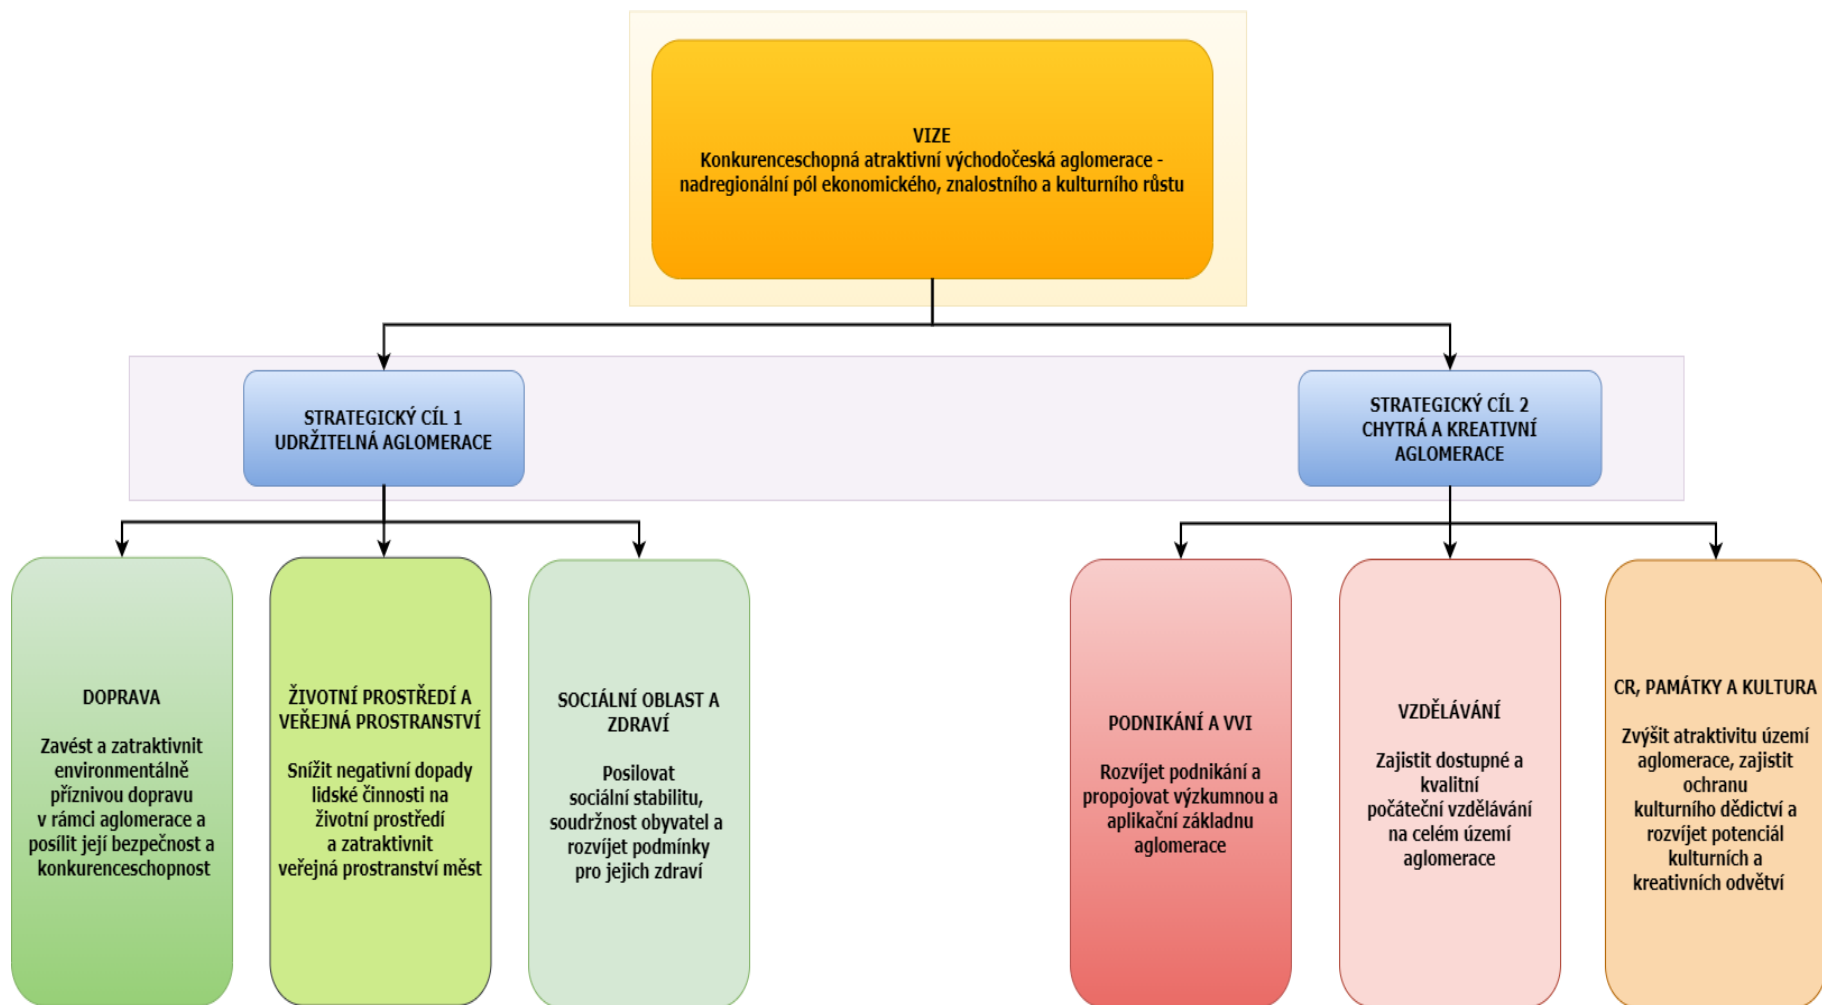 VIZE
Konkurenceschopná atraktivní východočeská aglomerace -
nadregionální pól ekonomického, znalostního a kulturního růstu
STRATEGICKÝ CÍL 1
UDRŽITELNÁ AGLOMERACE
STRATEGICKÝ CÍL 2
CHYTRÁ A KREATIVNÍ
AGLOMERACE
DOPRAVA
Zavést a zatraktivnit
environmentálně
příznivou dopravu
v rámci aglomerace a
posílit její bezpečnost a
konkurenceschopnost
ŽIVOTNÍ PROSTŘEDÍ A
VEŘEJNÁ PROSTRANSTVÍ
Snížit negativní dopady
lidské činnosti na
životní prostředí
a zatraktivnit
veřejná prostranství měst
SOCIÁLNÍ OBLAST A
ZDRAVÍ
Posilovat
sociální stabilitu,
soudržnost obyvatel a
rozvíjet podmínky
pro jejich zdraví
PODNIKÁNÍ A VVI
Rozvíjet podnikání a
propojovat výzkumnou a
aplikační základnu
aglomerace
VZDĚLÁVÁNÍ
Zajistit dostupné a
kvalitní
počáteční vzdělávání
na celém území
aglomerace
CR, PAMÁTKY A KULTURA
Zvýšit atraktivitu území
aglomerace, zajistit
ochranu
kulturního dědictví a
rozvíjet potenciál
kulturních a
kreativních odvětví